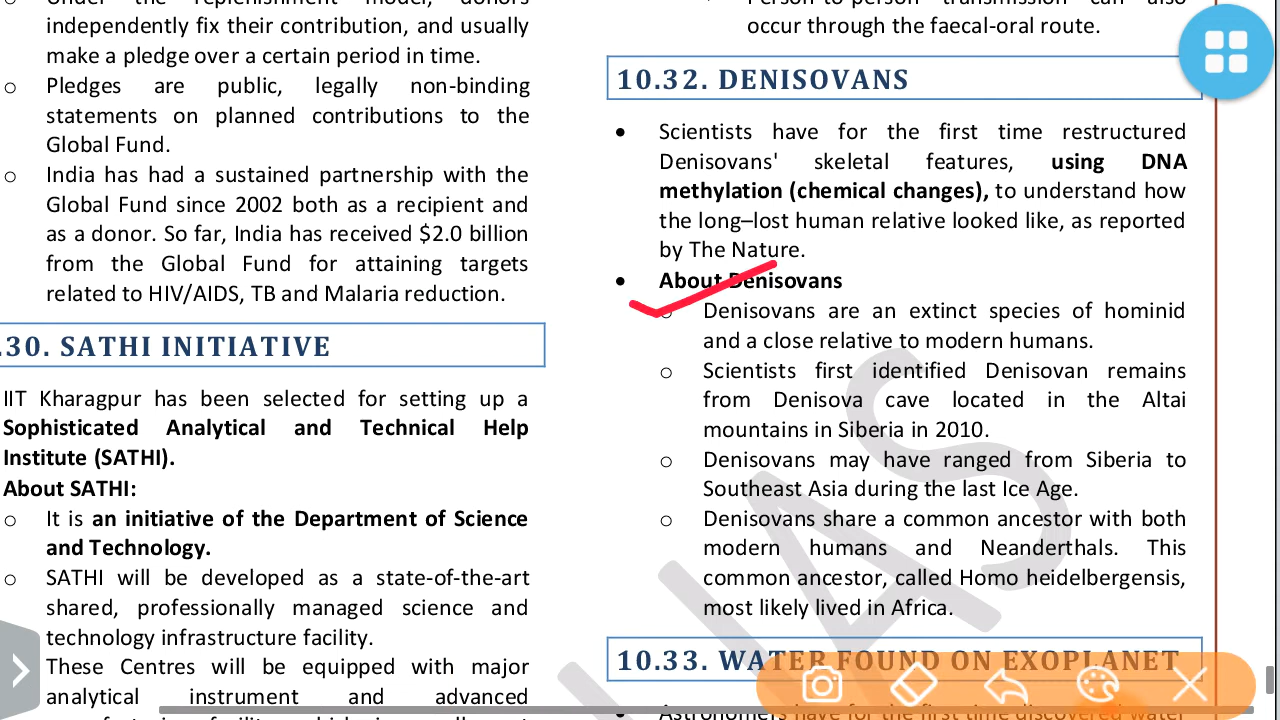 independently fix their contribution, and usually
make a pledge over a certain period in time.
o Pledges are public, legally non-binding
statements on planned contributions to the
Global Fund.
o India has had a sustained partnership with the
Global Fund since 2002 both as a recipient and
as a donor. So far, India has received $2.0 billion
from the Global Fund for attaining targets
related to HIV/AIDS, TB and Malaria reduction.
.30. SATHI INITIATIVE
IIT Kharagpur has been selected for setting up a
Sophisticated Analytical and Technical Help
Institute (SATHI).
About SATHI:
o It is an initiative of the Department of Science
and Technology.
o SATHI will be developed as a state-of-the-art
shared, professionally managed science and
technology infrastructure facility.
These Centres will be equipped with major
analytical instrument and advanced
occur through the faecal-oral route.
10.32. DENISOVANS
• Scientists have for the first time restructured
Denisovans' skeletal features, using DNA
methylation (chemical changes), to understand how
the long–lost human relative looked like, as reported
by The Nature.
• About Denisovans
o Denisovans are an extinct species of hominid
and a close relative to modern humans.
o Scientists first identified Denisovan remains
from Denisova cave located in the Altai
mountains in Siberia in 2010.
o Denisovans may have ranged from Siberia to
Southeast Asia during the last Ice Age.
o Denisovans share a common ancestor with both
modern humans and Neanderthals. This
common ancestor, called Homo heidelbergensis,
most likely lived in Africa.
10.33. WATER FOUND ON EXOPLANET
• Astronomers have for the first time discovered water
IAS